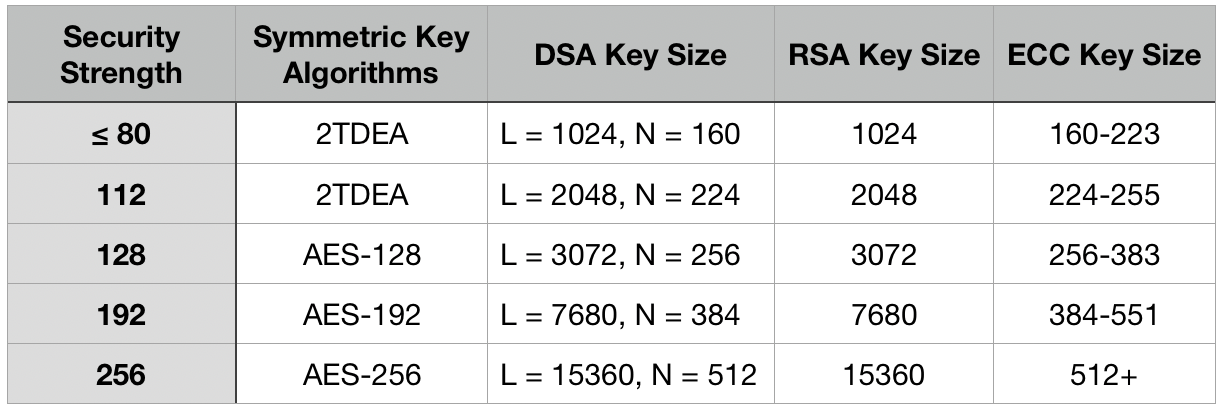 Security Strength Symmetric Key Algorithms DSA Key Size RSA Key Size ECC Key Size
≤ 80 2TDEA L = 1024, N = 160 1024 160-223
112 2TDEA L = 2048, N = 224 2048 224-255
128 AES-128 L = 3072, N = 256 3072 256-383
192 AES-192 L = 7680, N = 384 7680 384-551
256 AES-256 L = 15360, N = 512 15360 512+